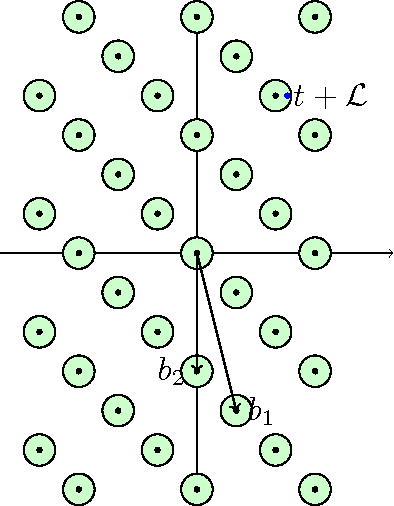 t + ℒ
b₂
b₁